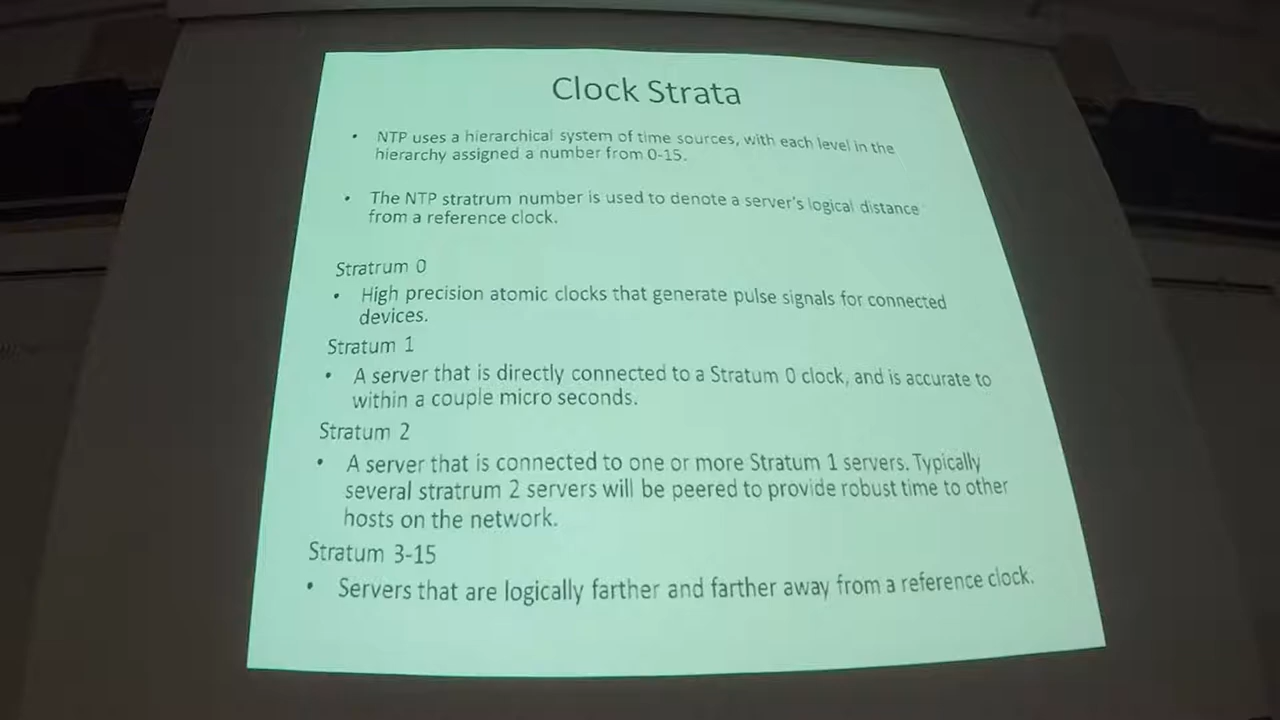 Clock Strata
• NTP uses a hierarchical system of time sources, with each level in the
hierarchy assigned a number from 0-15.
• The NTP stratrum number is used to denote a server's logical distance
from a reference clock.
Stratrum 0
• High precision atomic clocks that generate pulse signals for connected
devices.
Stratum 1
• A server that is directly connected to a Stratum 0 clock, and is accurate to
within a couple micro seconds.
Stratum 2
• A server that is connected to one or more Stratum 1 servers. Typically
several stratrum 2 servers will be peered to provide robust time to other
hosts on the network.
Stratum 3-15
• Servers that are logically farther and farther away from a reference clock.